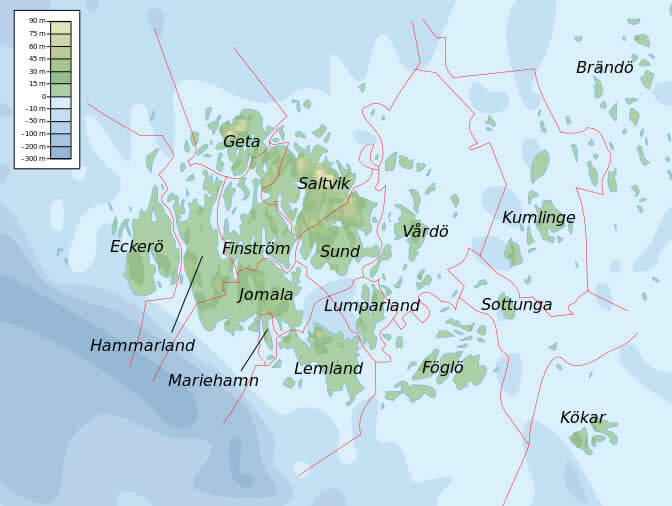 90 m
75 m
60 m
45 m
30 m
15 m
0
-10 m
-50 m
-100 m
-200 m
-300 m
Brändö
Geta
Saltvik
Kumlinge
Vårdö
Eckerö
Finström
Sund
Jomala
Lumparland
Sottunga
Hammarland
Mariehamn
Lemland
Föglö
Kökar